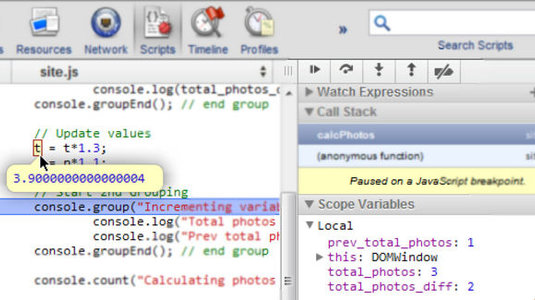 Resources Network Scripts Timeline Profiles » Search Scripts
site.js
console.log(total_photos_
console.groupEnd(); // end group
// Update values
t = t*1.3;
= p*1.1;
3.9000000000000004
// Start 2nd Grouping
console.group("Incrementing variab
console.log("Total photos
console.log("Prev total ph
console.groupEnd(); // end group
console.count("Calculating photos
Watch Expressions
Call Stack
calcPhotos
(anonymous function)
Paused on a JavaScript breakpoint.
Scope Variables
Local
prev_total_photos: 1
this: DOMWindow
total_photos: 3
total_photos_diff: 2